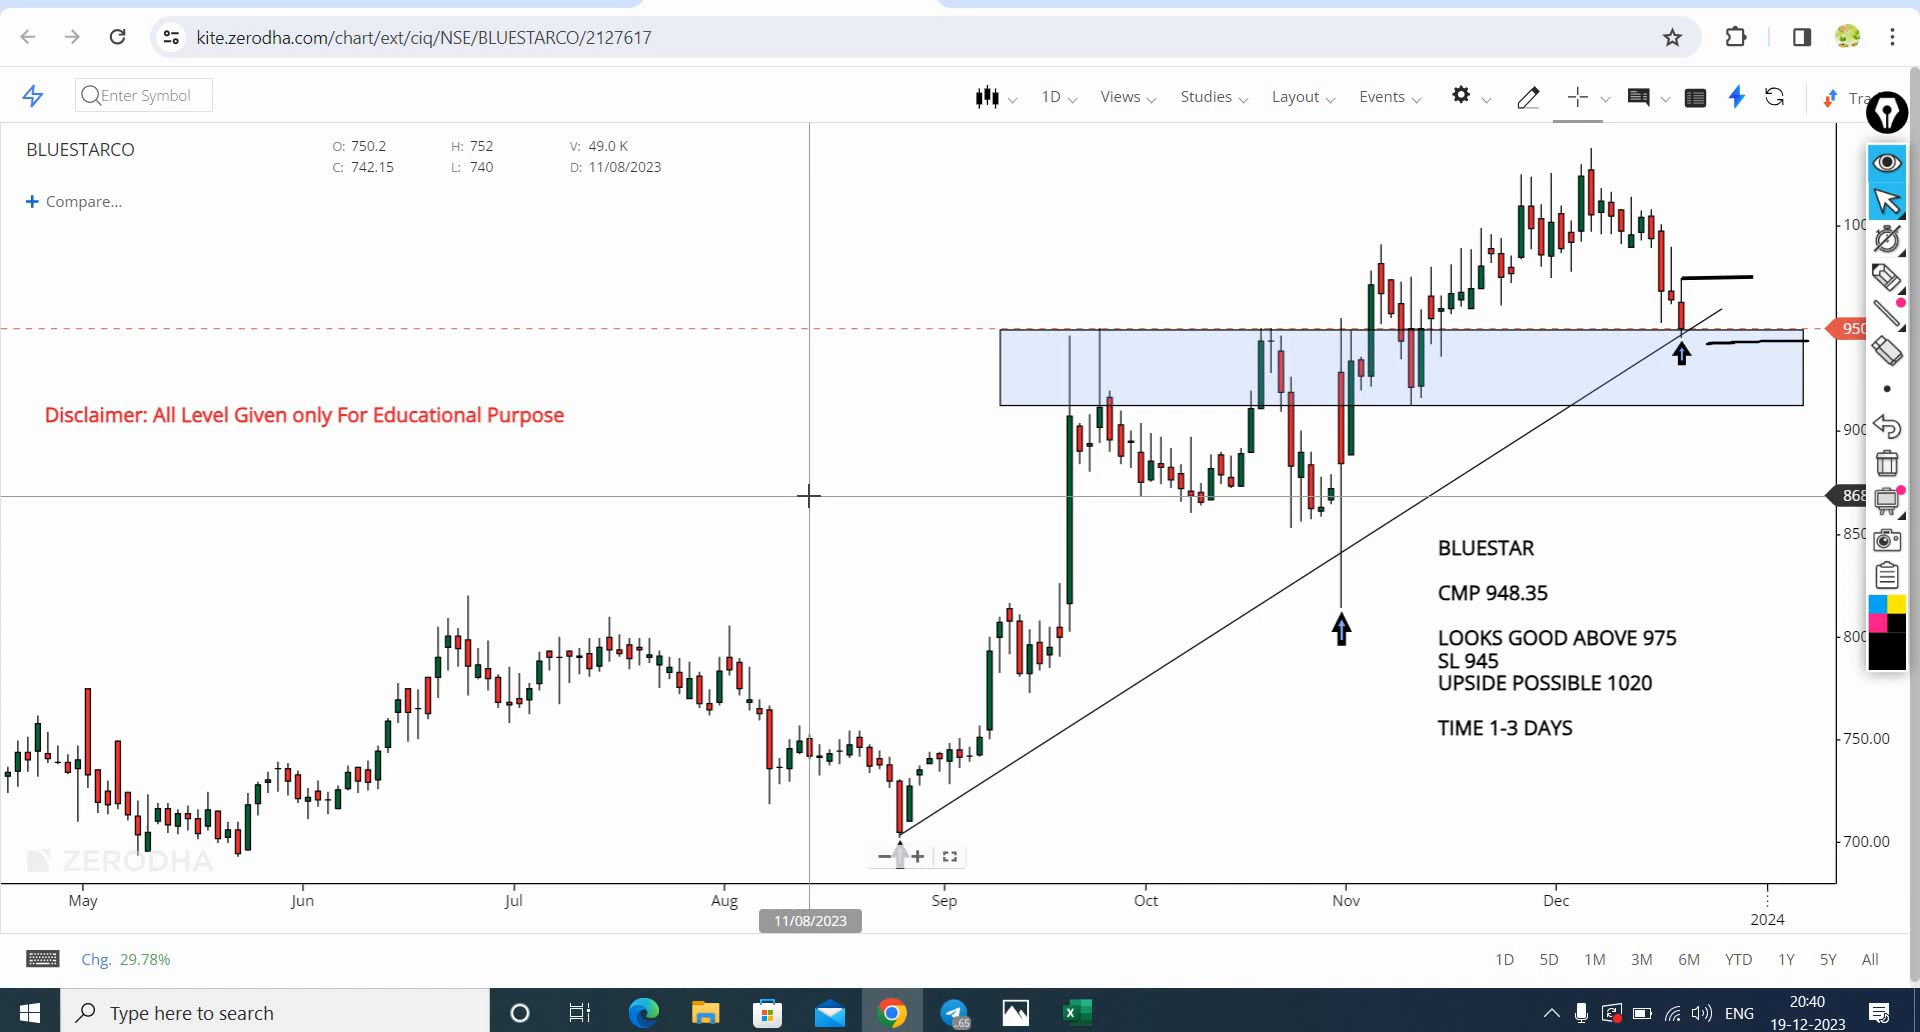 kite.zerodha.com/chart/ext/ciq/NSE/BLUESTARCO/2127617
Enter Symbol
1D
Views
Studies
Layout
Events
BLUESTARCO
O: 750.2
H: 752
V: 49.0 K
C: 742.15
L: 740
D: 11/08/2023
+ Compare...
Disclaimer: All Level Given only For Educational Purpose
BLUESTAR
CMP 948.35
LOOKS GOOD ABOVE 975
SL 945
UPSIDE POSSIBLE 1020
TIME 1-3 DAYS
750.00
700.00
ZERODHA
May
Jun
Jul
Aug
Sep
Oct
Nov
Dec
2024
11/08/2023
Chg. 29.78%
1D
5D
1M
3M
6M
YTD
1Y
5Y
All
Type here to search
65
ENG
20:40
19-12-2023